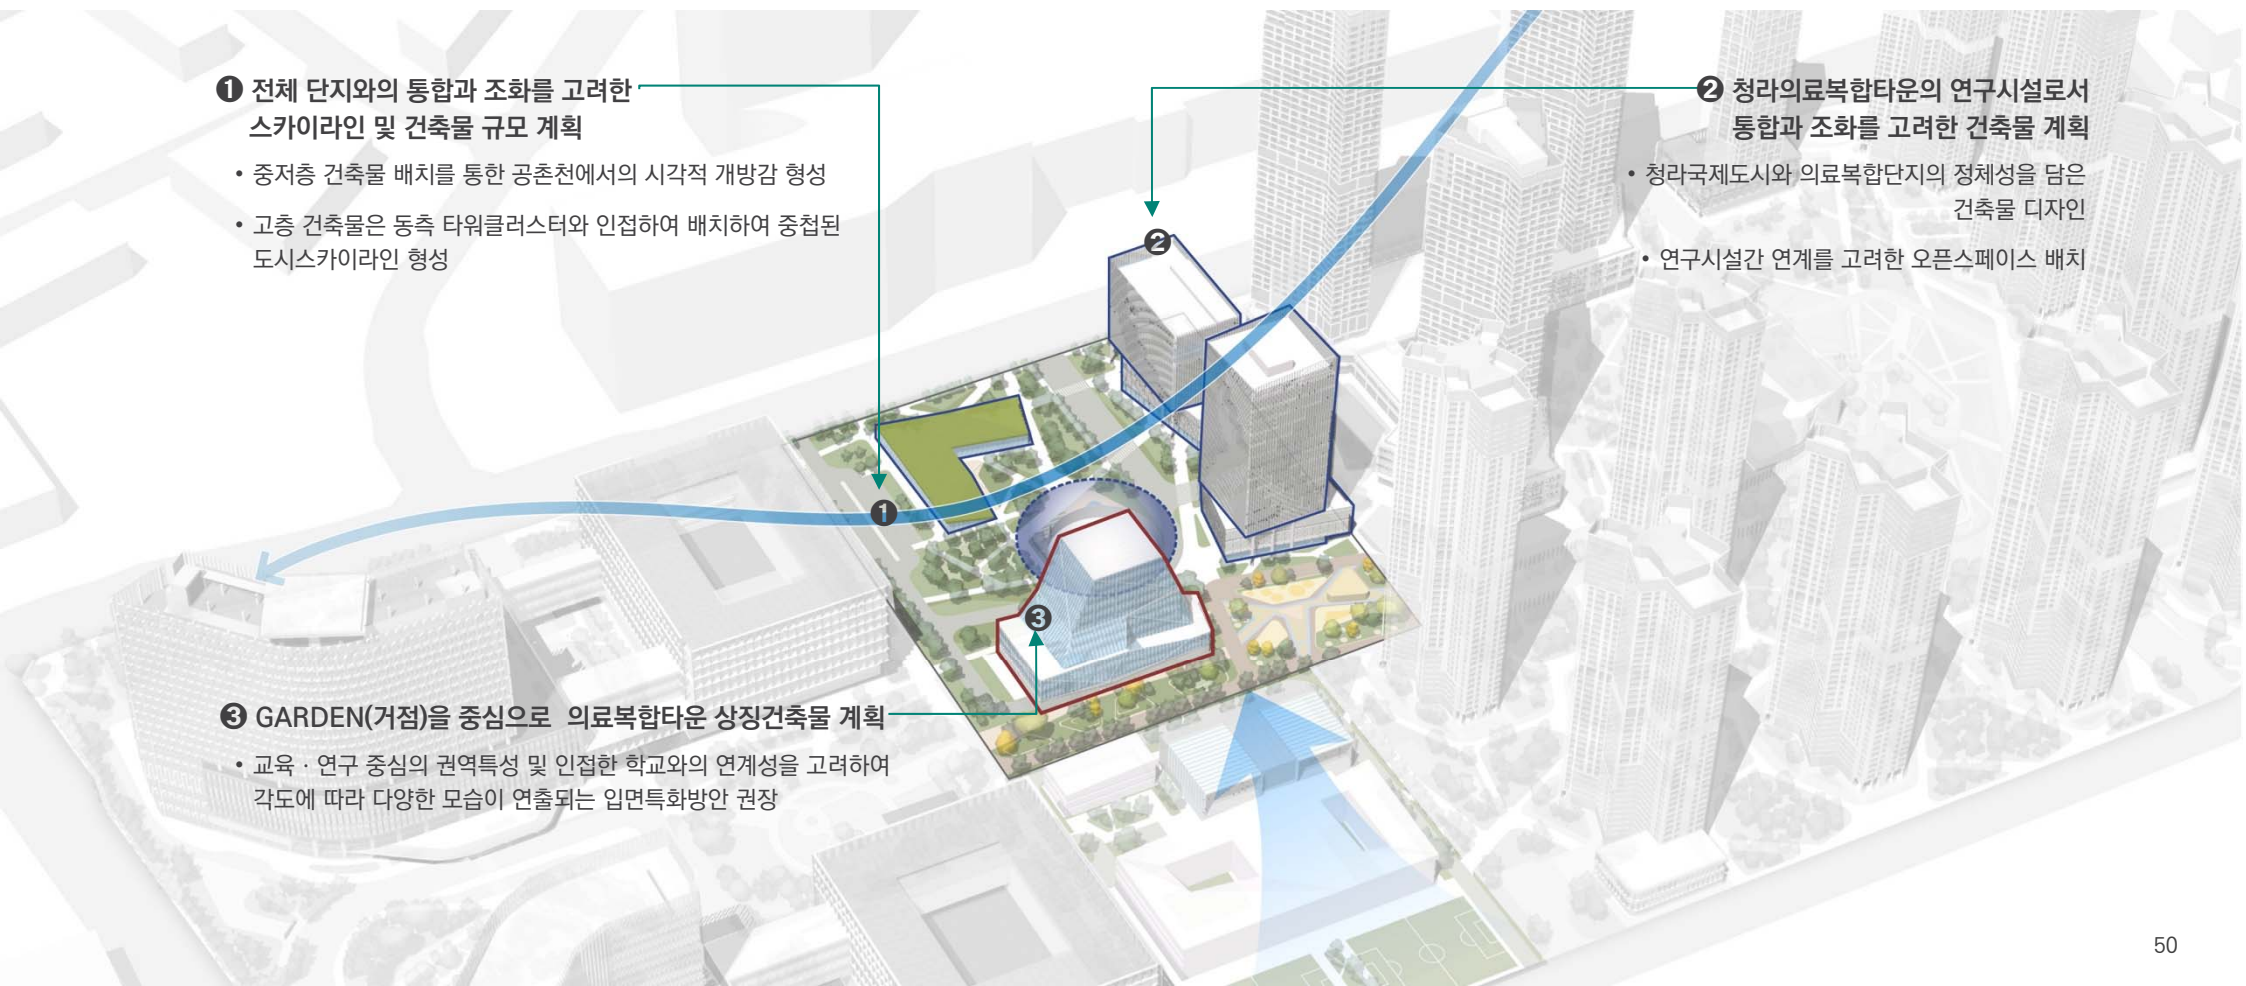 ❶ 전체 단지와의 통합과 조화를 고려한
스카이라인 및 건축물 규모 계획
• 중저층 건축물 배치를 통한 공촌천에서의 시각적 개방감 형성
• 고층 건축물은 동측 타워클러스터와 인접하여 배치하여 중첩된
도시스카이라인 형성
❷ 청라의료복합타운의 연구시설로서
통합과 조화를 고려한 건축물 계획
• 청라국제도시와 의료복합단지의 정체성을 담은
건축물 디자인
• 연구시설간 연계를 고려한 오픈스페이스 배치
❷
❶
❸
❸ GARDEN(거점)을 중심으로 의료복합타운 상징건축물 계획
• 교육 · 연구 중심의 권역특성 및 인접한 학교와의 연계성을 고려하여
각도에 따라 다양한 모습이 연출되는 입면특화방안 권장
50